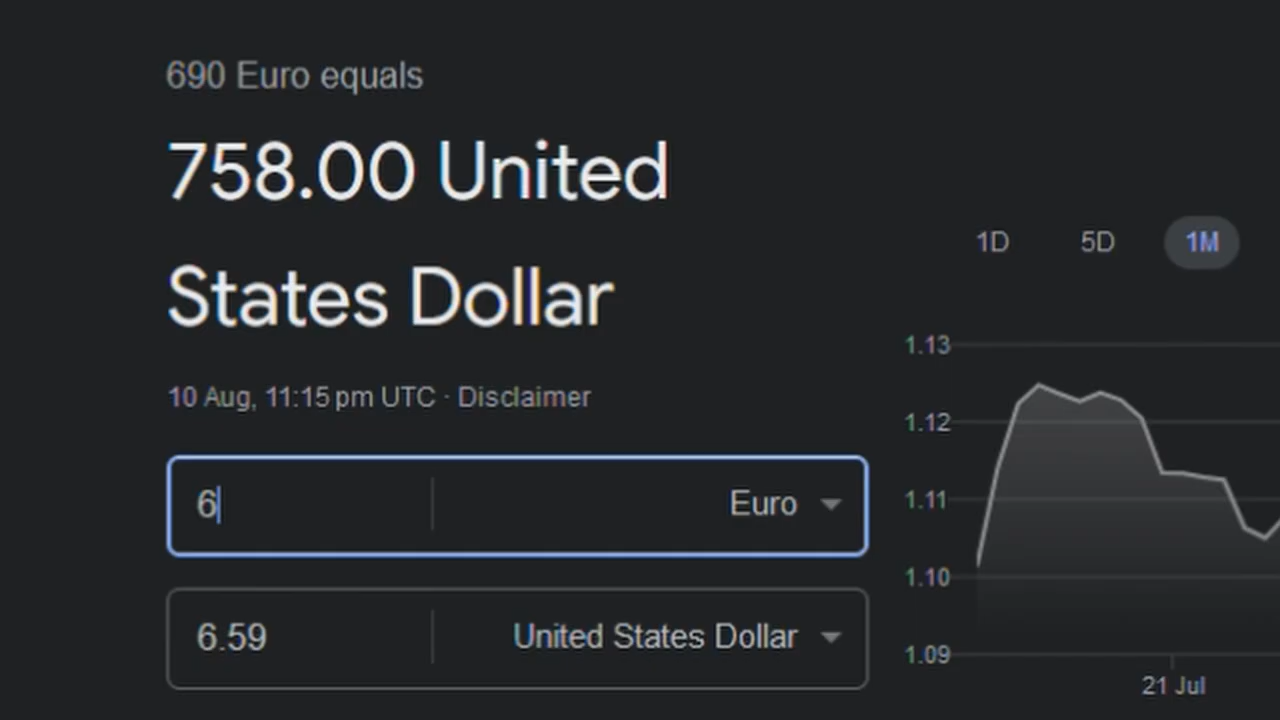 690 Euro equals
758.00 United
States Dollar
10 Aug, 11:15 pm UTC · Disclaimer
6
Euro
6.59
United States Dollar
1D
5D
1M
1.13
1.12
1.11
1.10
1.09
21 Jul